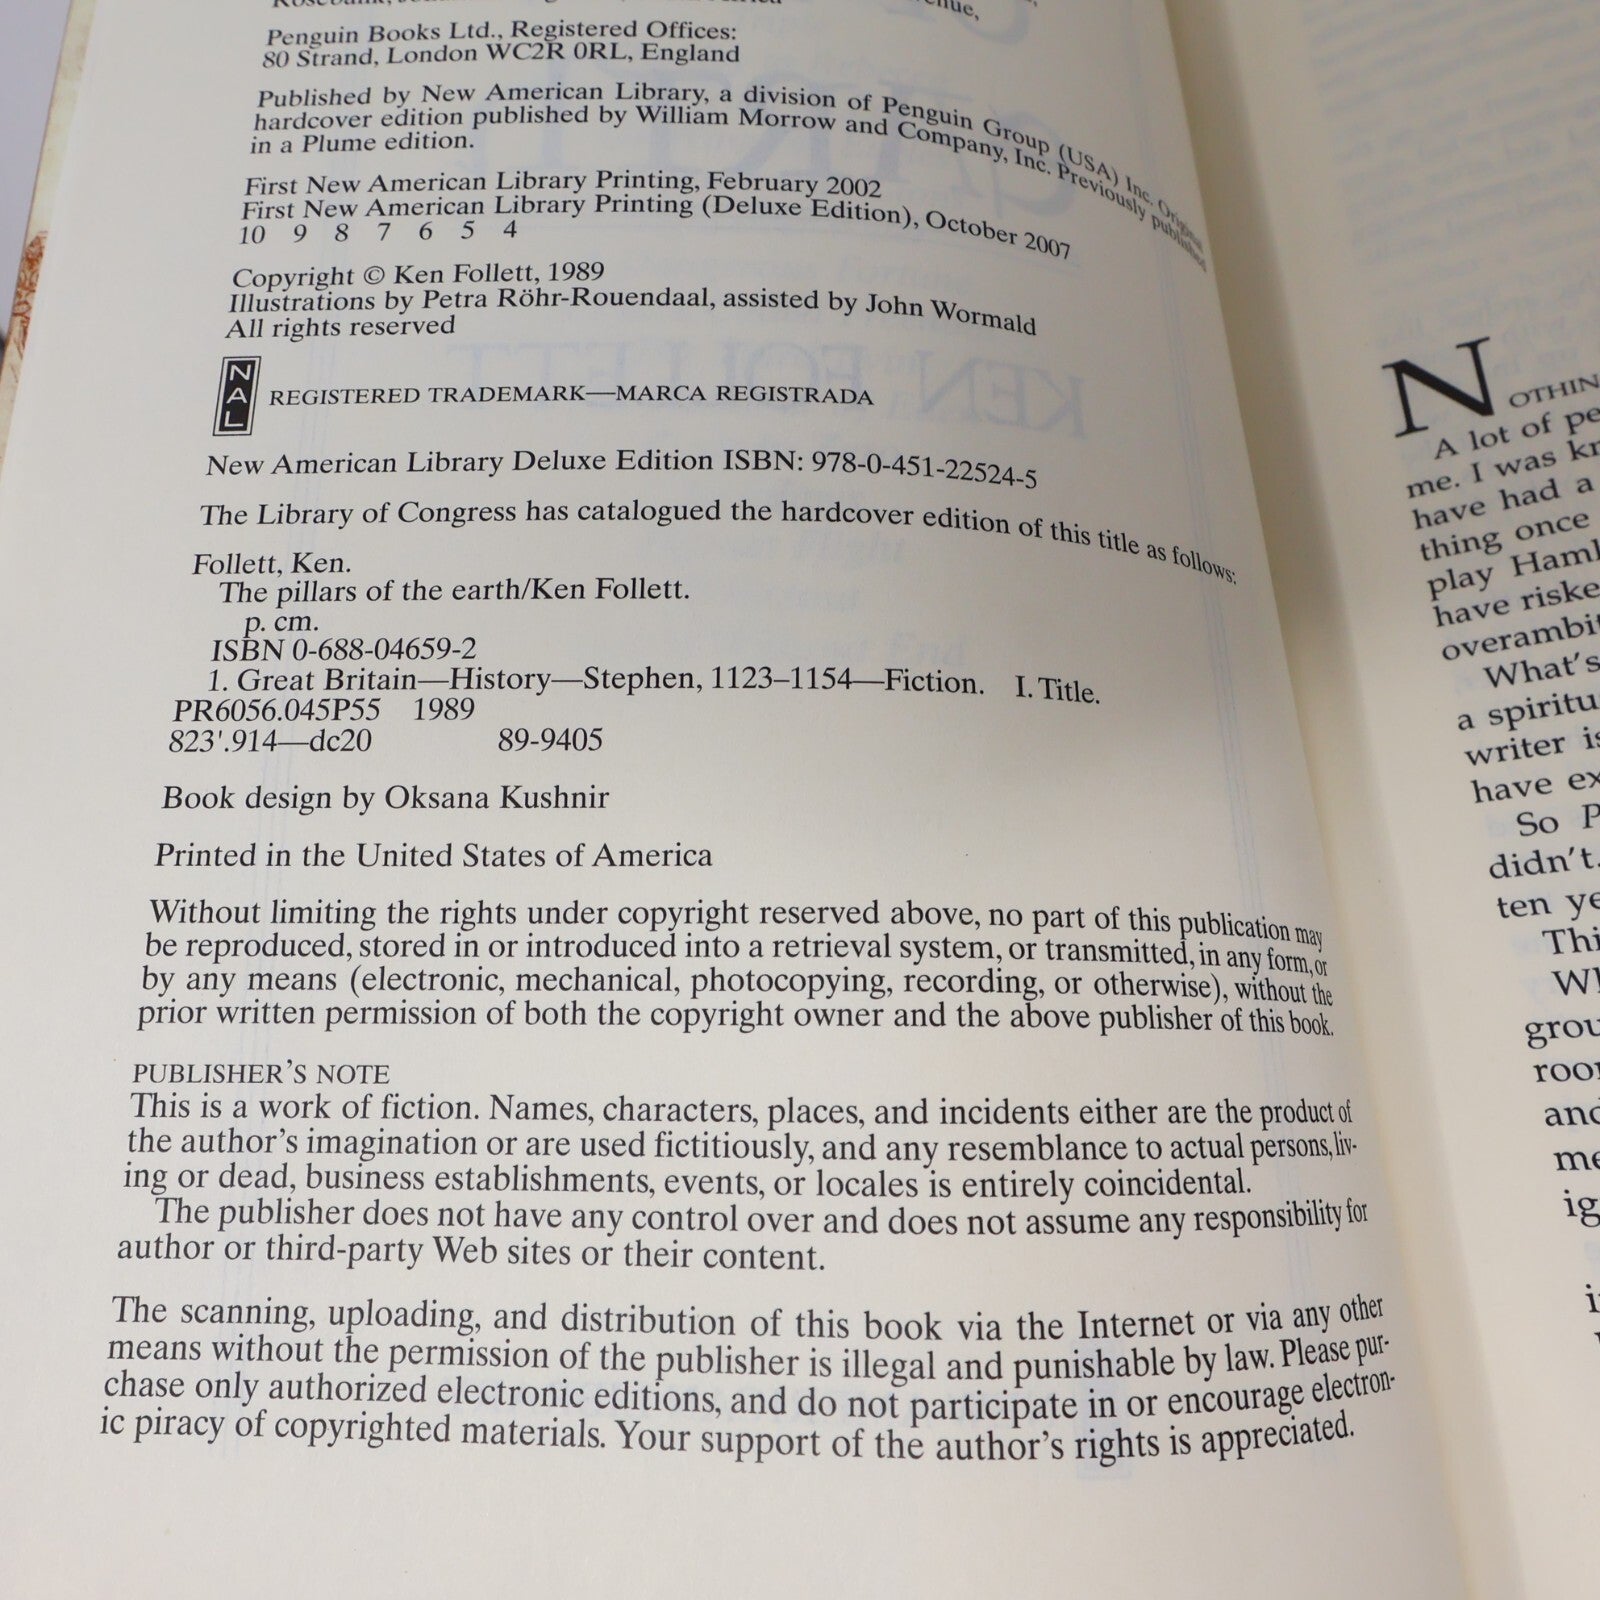 Penguin Books Ltd., Registered Offices:
80 Strand, London WC2R 0RL, England
Published by New American Library, a division of Penguin Group (USA) Inc. Original
hardcover edition published by William Morrow and Company, Inc. Previously published
in a Plume edition.
First New American Library Printing, February 2002
First New American Library Printing (Deluxe Edition), October 2007
10 9 8 7 6 5 4
Copyright © Ken Follett, 1989
Illustrations by Petra Röhr-Rouendaal, assisted by John Wormald
All rights reserved
NAL
REGISTERED TRADEMARK—MARCA REGISTRADA
New American Library Deluxe Edition ISBN: 978-0-451-22524-5
The Library of Congress has catalogued the hardcover edition of this title as follows:
Follett, Ken.
The pillars of the earth/Ken Follett.
p. cm.
ISBN 0-688-04659-2
1. Great Britain—History—Stephen, 1123–1154—Fiction. I. Title.
PR6056.045P55 1989
823'.914—dc20 89-9405
Book design by Oksana Kushnir
Printed in the United States of America
Without limiting the rights under copyright reserved above, no part of this publication may
be reproduced, stored in or introduced into a retrieval system, or transmitted, in any form, or
by any means (electronic, mechanical, photocopying, recording, or otherwise), without the
prior written permission of both the copyright owner and the above publisher of this book.
PUBLISHER'S NOTE
This is a work of fiction. Names, characters, places, and incidents either are the product of
the author's imagination or are used fictitiously, and any resemblance to actual persons, liv-
ing or dead, business establishments, events, or locales is entirely coincidental.
The publisher does not have any control over and does not assume any responsibility for
author or third-party Web sites or their content.
The scanning, uploading, and distribution of this book via the Internet or via any other
means without the permission of the publisher is illegal and punishable by law. Please pur-
chase only authorized electronic editions, and do not participate in or encourage electron-
ic piracy of copyrighted materials. Your support of the author's rights is appreciated.
NOTHIN
A lot of pe
me. I was kn
have had a
thing once
play Haml
have riske
overambit
What's
a spiritu
writer is
have ex
So P
didn't.
ten ye
Thi
Wh
grou
roo
and
me
ig